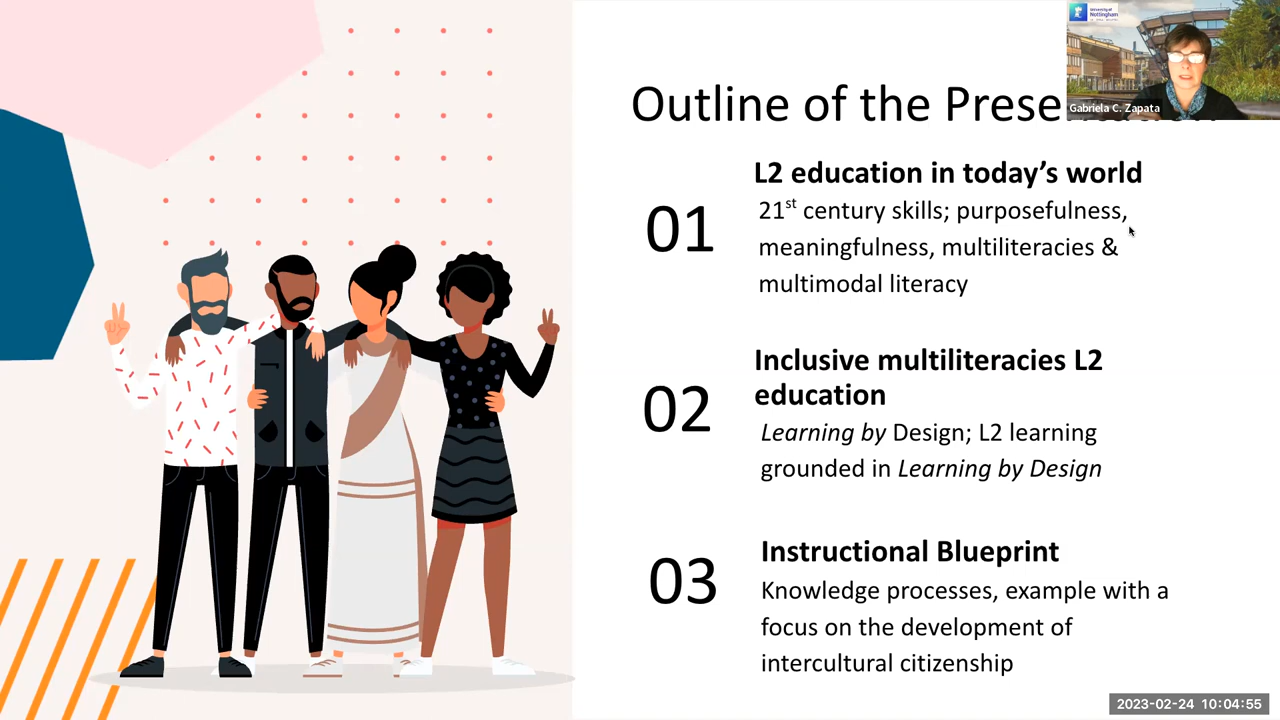 University of
Nottingham
Gabriela C. Zapata
Outline of the
01
L2 education in today’s world
21st century skills; purposefulness,
meaningfulness, multiliteracies &
multimodal literacy
02
Inclusive multiliteracies L2
education
Learning by Design; L2 learning
grounded in Learning by Design
03
Instructional Blueprint
Knowledge processes, example with a
focus on the development of
intercultural citizenship
2023-02-24 10:04:55